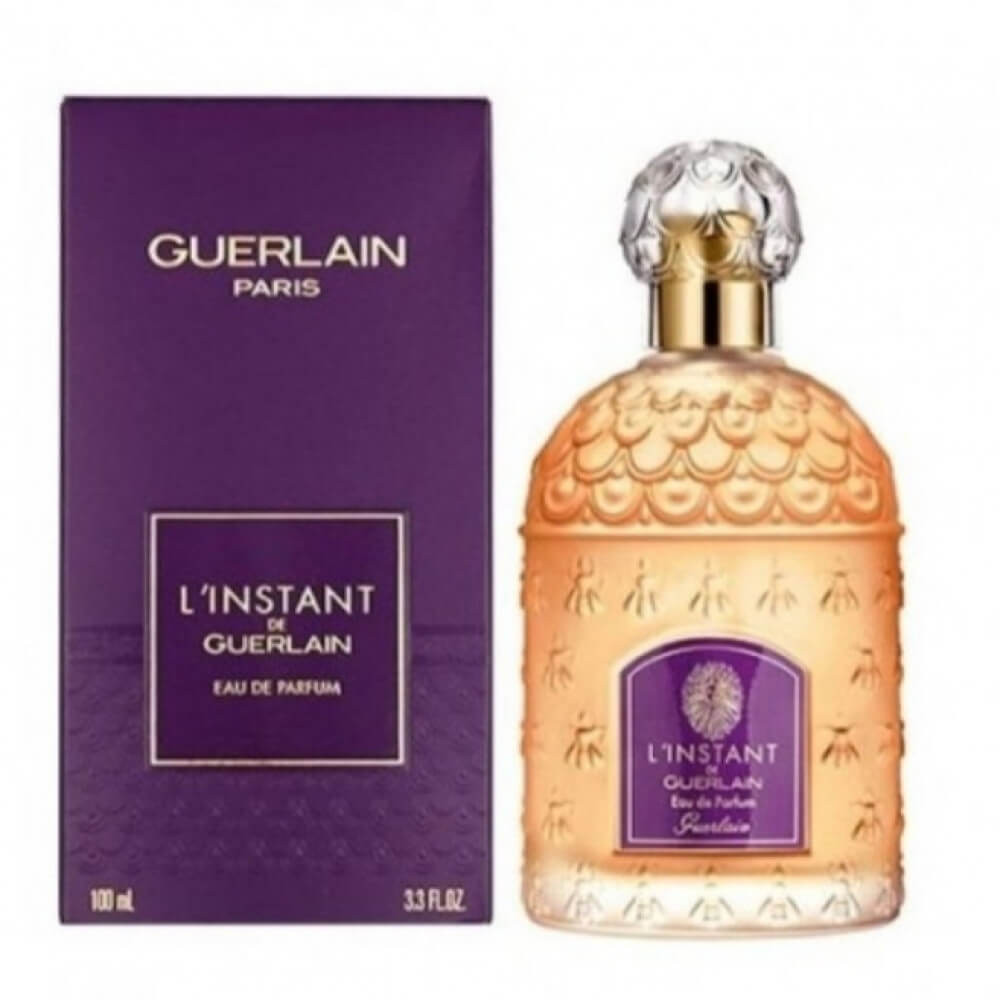 GUERLAIN
PARIS
L'INSTANT
DE
GUERLAIN
EAU DE PARFUM
100 mL
3.3 FL.OZ.
L'INSTANT
DE
GUERLAIN
Eau de Parfum
Guerlain